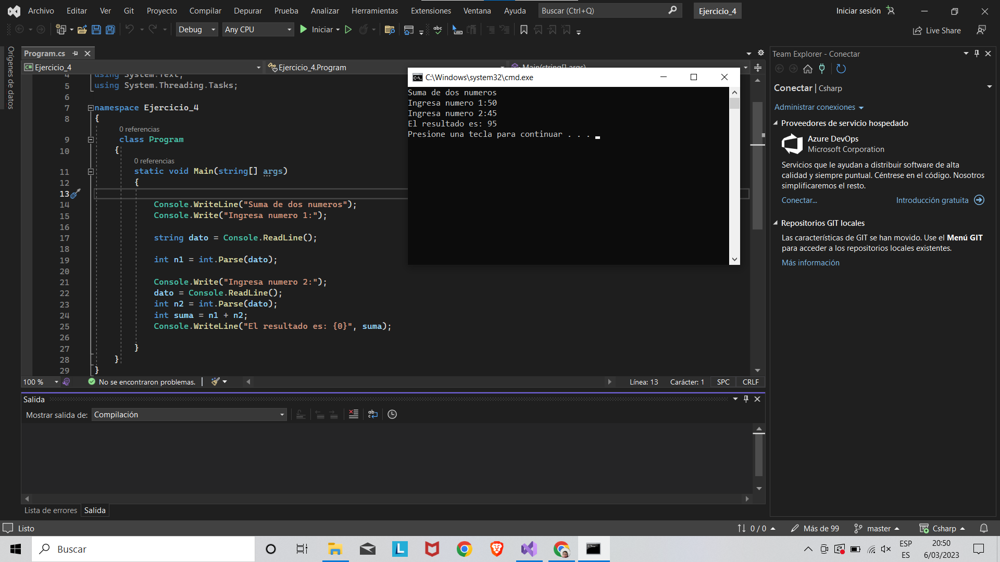 Archivo Editar Ver Git Proyecto Compilar Depurar Prueba Analizar Herramientas Extensiones Ventana Ayuda Buscar (Ctrl+Q) Ejercicio_4 Iniciar sesión
Debug Any CPU Iniciar Live Share
Orígenes de datos
Program.cs
Ejercicio_4 Ejercicio_4.Program Main(string[] args)
4 using System.Text;
5 using System.Threading.Tasks;
6
7 namespace Ejercicio_4
8 {
0 referencias
9 class Program
10 {
0 referencias
11 static void Main(string[] args)
12 {
13
14 Console.WriteLine("Suma de dos numeros");
15 Console.Write("Ingresa numero 1:");
16
17 string dato = Console.ReadLine();
18
19 int n1 = int.Parse(dato);
20
21 Console.Write("Ingresa numero 2:");
22 dato = Console.ReadLine();
23 int n2 = int.Parse(dato);
24 int suma = n1 + n2;
25 Console.WriteLine("El resultado es: {0}", suma);
26
27 }
28 }
29 }
100 % No se encontraron problemas. Línea: 13 Carácter: 1 SPC CRLF
C:\Windows\system32\cmd.exe
Suma de dos numeros
Ingresa numero 1:50
Ingresa numero 2:45
El resultado es: 95
Presione una tecla para continuar . . .
Team Explorer - Conectar
Conectar | Csharp
Administrar conexiones
Proveedores de servicio hospedado
Azure DevOps
Microsoft Corporation
Servicios que le ayudan a distribuir software de alta
calidad y siempre puntual. Céntrese en el código. Nosotros
simplificaremos el resto.
Conectar... Introducción gratuita
Repositorios GIT locales
Las características de GIT se han movido. Use el Menú GIT
para acceder a los repositorios locales existentes.
Más información
Salida
Mostrar salida de: Compilación
Lista de errores Salida
Listo 0 / 0 Más de 99 master Csharp
Buscar
ESP
ES
20:50
6/03/2023